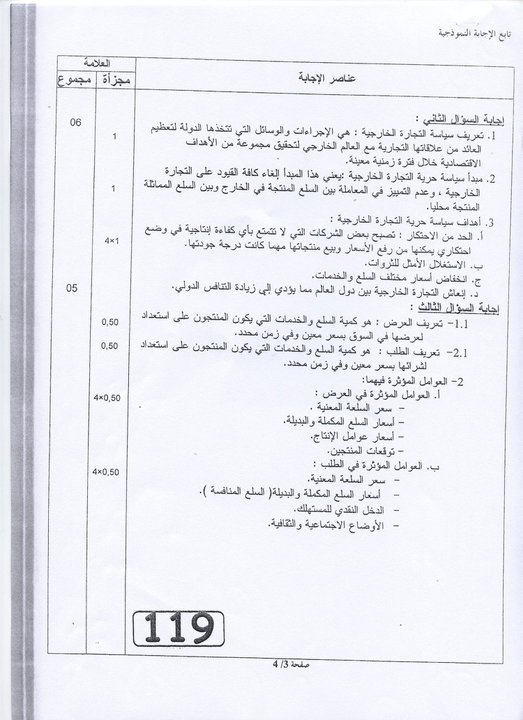 تابع الإجابة النموذجية
العلامة
عناصر الإجابة
مجزأة
مجموع
إجابة السؤال الثاني :
06
1. تعريف سياسة التجارة الخارجية : هي الإجراءات والوسائل التي تتخذها الدولة لتعظيم
1
العائد من علاقاتها التجارية مع العالم الخارجي لتحقيق مجموعة من الأهداف
الاقتصادية خلال فترة زمنية معينة.
2. مبدأ سياسة حرية التجارة الخارجية :يعني هذا المبدأ إلغاء كافة القيود على التجارة
الخارجية ، وعدم التمييز في المعاملة بين السلع المنتجة في الخارج وبين السلع المماثلة
1
المنتجة محليا.
3. أهداف سياسة حرية التجارة الخارجية :
أ. الحد من الاحتكار : تصبح بعض الشركات التي لا تتمتع بأي كفاءة إنتاجية في وضع
4×1
احتكاري يمكنها من رفع الأسعار وبيع منتجاتها مهما كانت درجة جودتها.
ب. الاستغلال الأمثل للثروات.
ج. انخفاض أسعار مختلف السلع والخدمات.
د. إنعاش التجارة الخارجية بين دول العالم مما يؤدي إلي زيادة التنافس الدولي.
05
إجابة السؤال الثالث :
1.1- تعريف العرض : هو كمية السلع والخدمات التي يكون المنتجون على استعداد
0,50
لعرضها في السوق بسعر معين وفي زمن محدد.
2.1- تعريف الطلب : هو كمية السلع والخدمات التي يكون المنتجون على استعداد
0,50
لشرائها بسعر معين وفي زمن محدد.
2- العوامل المؤثرة فيهما:
أ. العوامل المؤثرة في العرض :
4×0,50
- سعر السلعة المعنية .
- أسعار السلع المكملة والبديلة.
- أسعار عوامل الإنتاج.
- توقعات المنتجين.
ب. العوامل المؤثرة في الطلب :
4×0,50
- سعر السلعة المعنية.
- أسعار السلع المكملة والبديلة( السلع المنافسة ).
- الدخل النقدي للمستهلك.
- الأوضاع الاجتماعية والثقافية.
119
صفحة 3/ 4